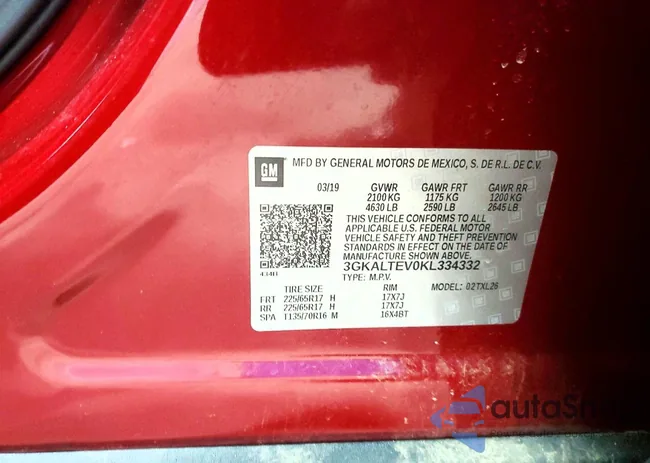 GM
MFD BY GENERAL MOTORS DE MEXICO, S. DE R.L. DE C.V.
03/19 GVWR GAWR FRT GAWR RR
2100 KG 1175 KG 1200 KG
4630 LB 2590 LB 2645 LB
THIS VEHICLE CONFORMS TO ALL
APPLICABLE U.S. FEDERAL MOTOR
VEHICLE SAFETY AND THEFT PREVENTION
STANDARDS IN EFFECT ON THE DATE OF
MANUFACTURE SHOWN ABOVE.
3GKALTEV0KL334332
TYPE: M.P.V. MODEL: 02TXL26
TIRE SIZE RIM
FRT 225/65R17 H 17X7J
RR 225/65R17 H 17X7J
SPA T135/70R16 M 16X4BT